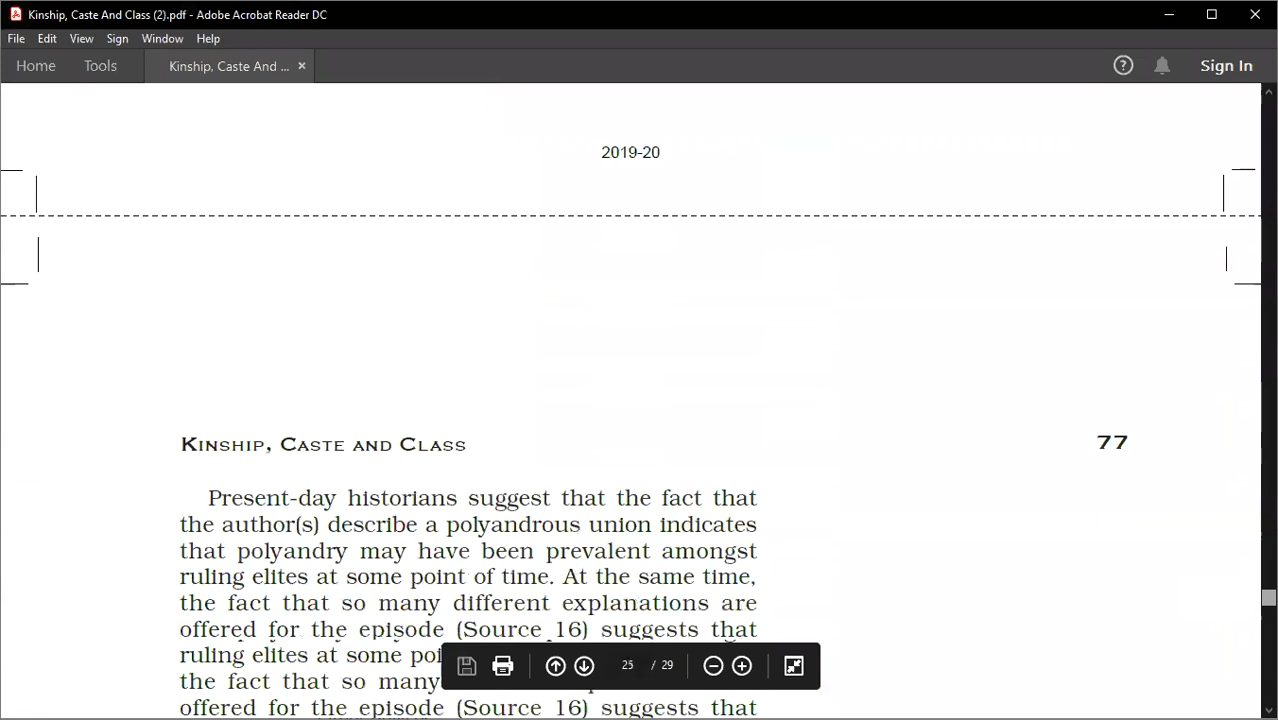 Kinship, Caste And Class (2).pdf - Adobe Acrobat Reader DC
File Edit View Sign Window Help
Home Tools Kinship, Caste And ... × Sign In
2019-20
KINSHIP, CASTE AND CLASS 77
Present-day historians suggest that the fact that
the author(s) describe a polyandrous union indicates
that polyandry may have been prevalent amongst
ruling elites at some point of time. At the same time,
the fact that so many different explanations are
offered for the episode (Source 16) suggests that
ruling elites at some poi
the fact that so many
25 / 29
offered for the episode (Source 16) suggests that